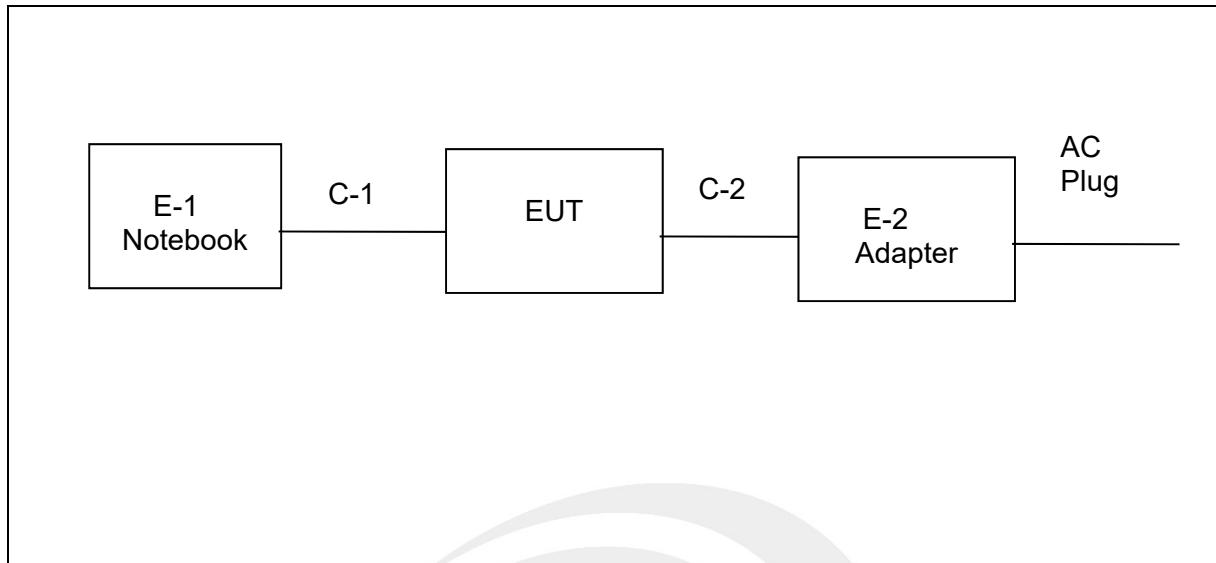 E-1
Notebook
C-1
EUT
C-2
E-2
Adapter
AC
Plug